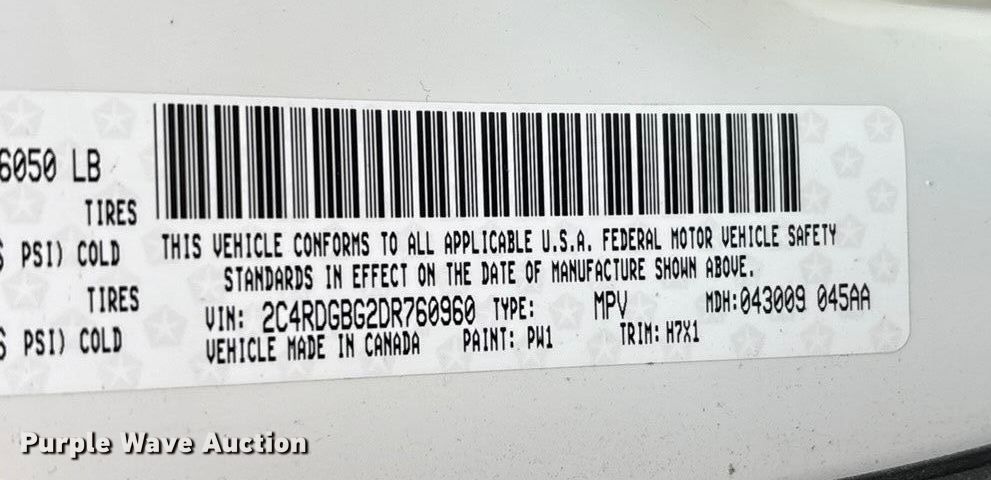 6050 LB
TIRES
PSI) COLD
TIRES
PSI) COLD
THIS VEHICLE CONFORMS TO ALL APPLICABLE U.S.A. FEDERAL MOTOR VEHICLE SAFETY
STANDARDS IN EFFECT ON THE DATE OF MANUFACTURE SHOWN ABOVE.
VIN: 2C4RDGBG2DR760960 TYPE: MPV MDH:043009 045AA
VEHICLE MADE IN CANADA PAINT: PW1 TRIM: H7X1
Purple Wave Auction